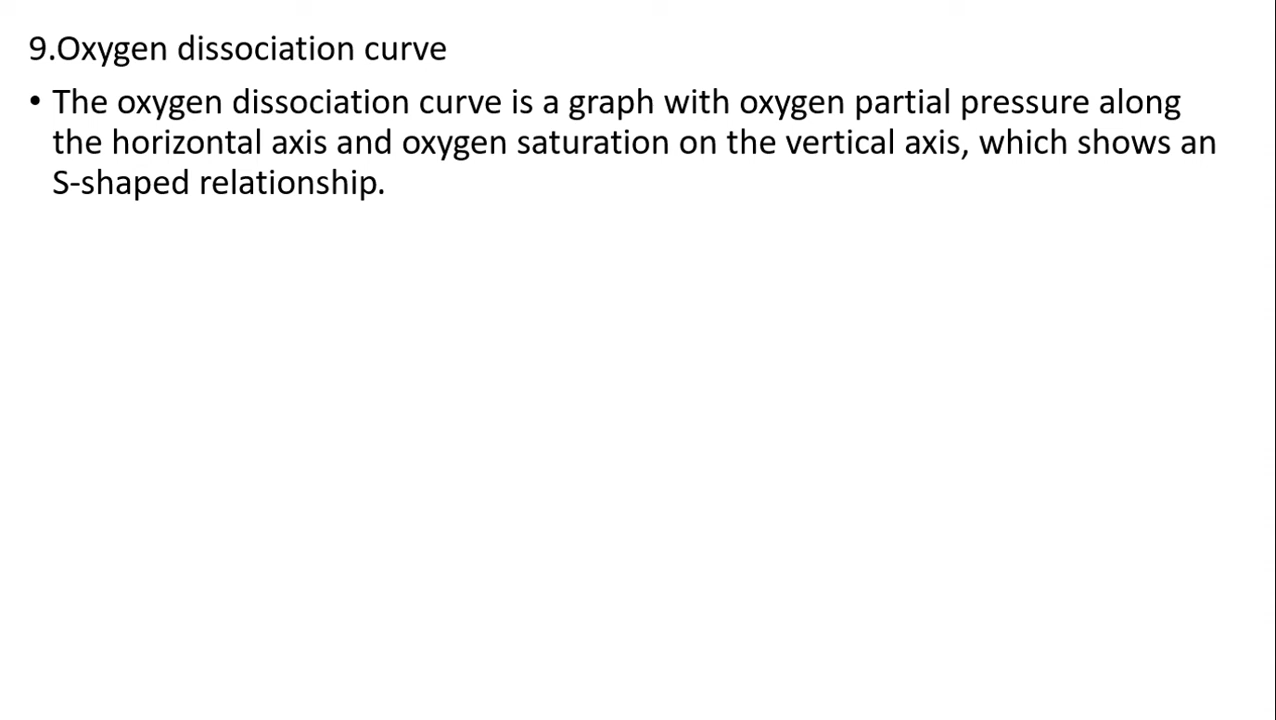 9.Oxygen dissociation curve
• The oxygen dissociation curve is a graph with oxygen partial pressure along
the horizontal axis and oxygen saturation on the vertical axis, which shows an
S-shaped relationship.